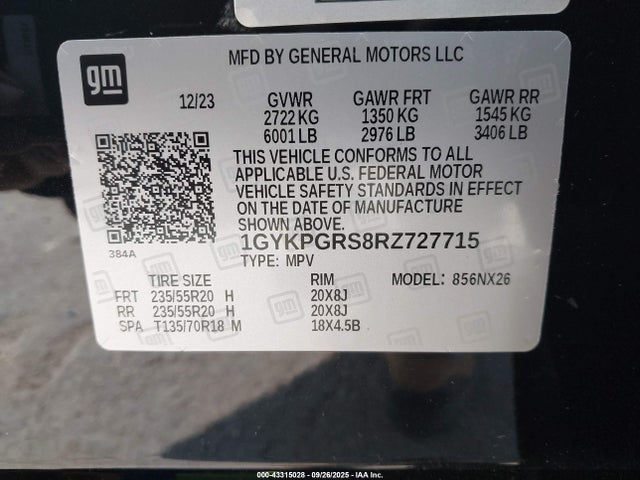 gm
MFD BY GENERAL MOTORS LLC
12/23 GVWR GAWR FRT GAWR RR
2722 KG 1350 KG 1545 KG
6001 LB 2976 LB 3406 LB
THIS VEHICLE CONFORMS TO ALL
APPLICABLE U.S. FEDERAL MOTOR
VEHICLE SAFETY STANDARDS IN EFFECT
ON THE DATE OF MANUFACTURE
SHOWN ABOVE.
384A
1GYKPGRS8RZ727715
TYPE: MPV MODEL: 856NX26
TIRE SIZE RIM
FRT 235/55R20 H 20X8J
RR 235/55R20 H 20X8J
SPA T135/70R18 M 18X4.5B
000-43315028 - 09/26/2025 - IAA Inc.